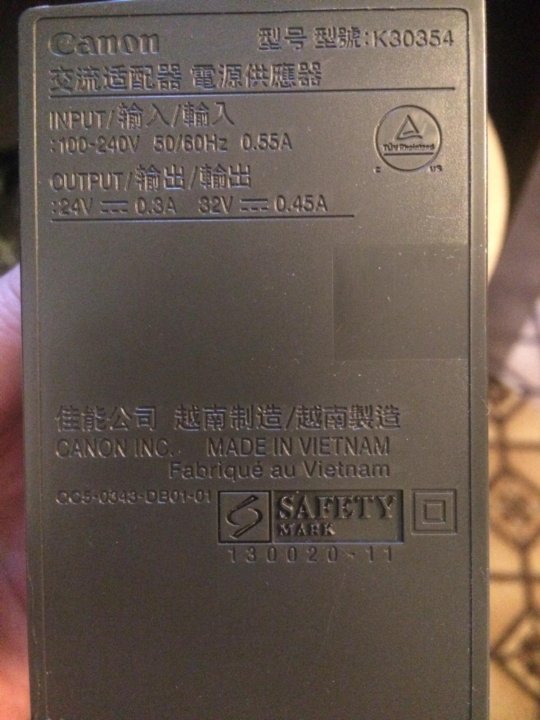 Canon 型号 型號:K30354
交流适配器 電源供應器
INPUT/输入/輸入
:100-240V 50/60Hz 0.55A
OUTPUT/输出/輸出
:24V ⎓ 0.3A 32V ⎓ 0.45A
TÜV Rheinland
C US
佳能公司 越南制造/越南製造
CANON INC. MADE IN VIETNAM
Fabriqué au Vietnam
QC5-0343-DB01-01
SAFETY
MARK
130020-11